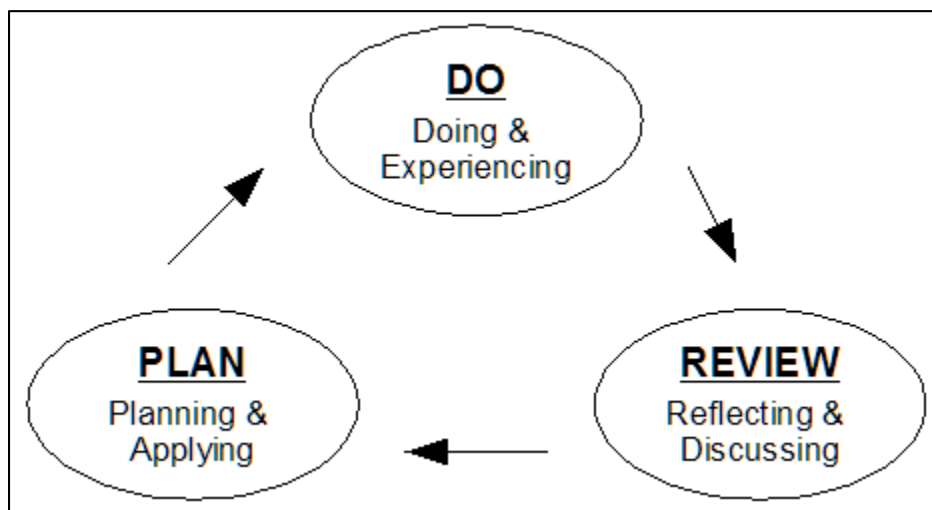 DO
Doing &
Experiencing
PLAN
Planning &
Applying
REVIEW
Reflecting &
Discussing